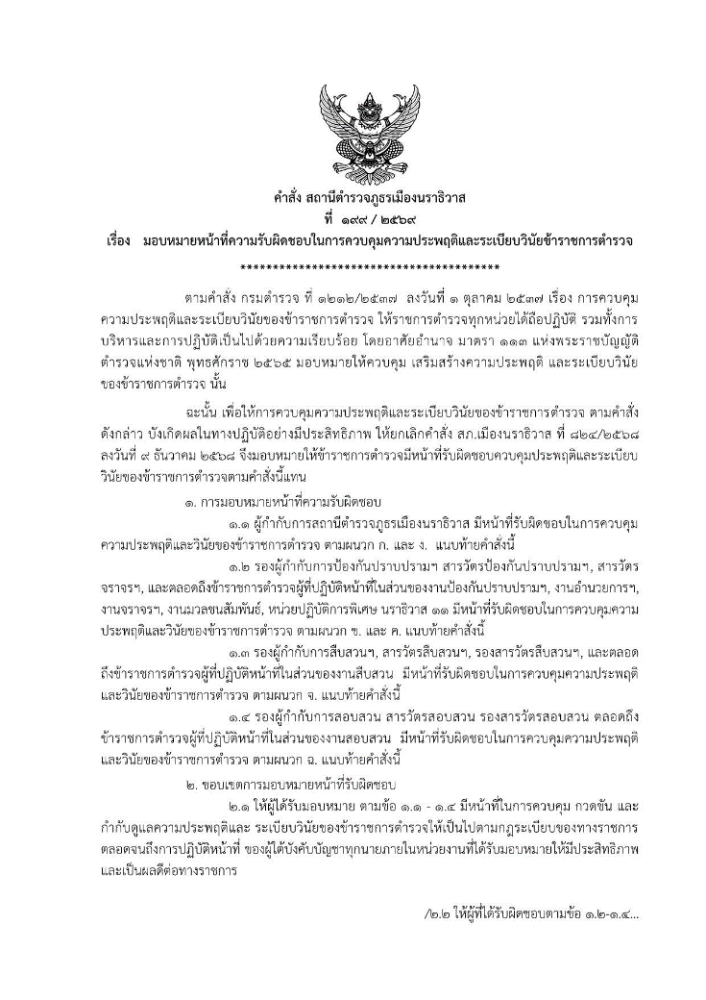 คำสั่ง สถานีตำรวจภูธรเมืองนราธิวาส
ที่ ๑๙๙ / ๒๕๖๙
เรื่อง มอบหมายหน้าที่ความรับผิดชอบในการควบคุมความประพฤติและระเบียบวินัยข้าราชการตำรวจ
****************************************
ตามคำสั่ง กรมตำรวจ ที่ ๑๒๑๒/๒๕๓๗ ลงวันที่ ๑ ตุลาคม ๒๕๓๗ เรื่อง การควบคุม
ความประพฤติและระเบียบวินัยของข้าราชการตำรวจ ให้ราชการตำรวจทุกหน่วยได้ถือปฏิบัติ รวมทั้งการ
บริหารและการปฏิบัติเป็นไปด้วยความเรียบร้อย โดยอาศัยอำนาจ มาตรา ๑๑๓ แห่งพระราชบัญญัติ
ตำรวจแห่งชาติ พุทธศักราช ๒๕๖๕ มอบหมายให้ควบคุม เสริมสร้างความประพฤติ และระเบียบวินัย
ของข้าราชการตำรวจ นั้น
ฉะนั้น เพื่อให้การควบคุมความประพฤติและระเบียบวินัยของข้าราชการตำรวจ ตามคำสั่ง
ดังกล่าว บังเกิดผลในทางปฏิบัติอย่างมีประสิทธิภาพ ให้ยกเลิกคำสั่ง สภ.เมืองนราธิวาส ที่ ๘๒๔/๒๕๖๘
ลงวันที่ ๙ ธันวาคม ๒๕๖๘ จึงมอบหมายให้ข้าราชการตำรวจมีหน้าที่รับผิดชอบควบคุมประพฤติและระเบียบ
วินัยของข้าราชการตำรวจตามคำสั่งนี้แทน
๑. การมอบหมายหน้าที่ความรับผิดชอบ
๑.๑ ผู้กำกับการสถานีตำรวจภูธรเมืองนราธิวาส มีหน้าที่รับผิดชอบในการควบคุม
ความประพฤติและวินัยของข้าราชการตำรวจ ตามผนวก ก. และ ง. แนบท้ายคำสั่งนี้
๑.๒ รองผู้กำกับการป้องกันปราบปรามฯ สารวัตรป้องกันปราบปรามฯ, สารวัตร
จราจรฯ, และตลอดถึงข้าราชการตำรวจผู้ที่ปฏิบัติหน้าที่ในส่วนของงานป้องกันปราบปรามฯ, งานอำนวยการฯ,
งานจราจรฯ, งานมวลชนสัมพันธ์, หน่วยปฏิบัติการพิเศษ นราธิวาส ๑๑ มีหน้าที่รับผิดชอบในการควบคุมความ
ประพฤติและวินัยของข้าราชการตำรวจ ตามผนวก ข. และ ค. แนบท้ายคำสั่งนี้
๑.๓ รองผู้กำกับการสืบสวนฯ, สารวัตรสืบสวนฯ, รองสารวัตรสืบสวนฯ, และตลอด
ถึงข้าราชการตำรวจผู้ที่ปฏิบัติหน้าที่ในส่วนของงานสืบสวน มีหน้าที่รับผิดชอบในการควบคุมความประพฤติ
และวินัยของข้าราชการตำรวจ ตามผนวก จ. แนบท้ายคำสั่งนี้
๑.๔ รองผู้กำกับการสอบสวน สารวัตรสอบสวน รองสารวัตรสอบสวน ตลอดถึง
ข้าราชการตำรวจผู้ที่ปฏิบัติหน้าที่ในส่วนของงานสอบสวน มีหน้าที่รับผิดชอบในการควบคุมความประพฤติ
และวินัยของข้าราชการตำรวจ ตามผนวก ฉ. แนบท้ายคำสั่งนี้
๒. ขอบเขตการมอบหมายหน้าที่รับผิดชอบ
๒.๑ ให้ผู้ได้รับมอบหมาย ตามข้อ ๑.๑ - ๑.๔ มีหน้าที่ในการควบคุม กวดขัน และ
กำกับดูแลความประพฤติและ ระเบียบวินัยของข้าราชการตำรวจให้เป็นไปตามกฎระเบียบของทางราชการ
ตลอดจนถึงการปฏิบัติหน้าที่ ของผู้ใต้บังคับบัญชาทุกนายภายในหน่วยงานที่ได้รับมอบหมายให้มีประสิทธิภาพ
และเป็นผลดีต่อทางราชการ
/๒.๒ ให้ผู้ที่ได้รับผิดชอบตามข้อ ๑.๒-๑.๔...